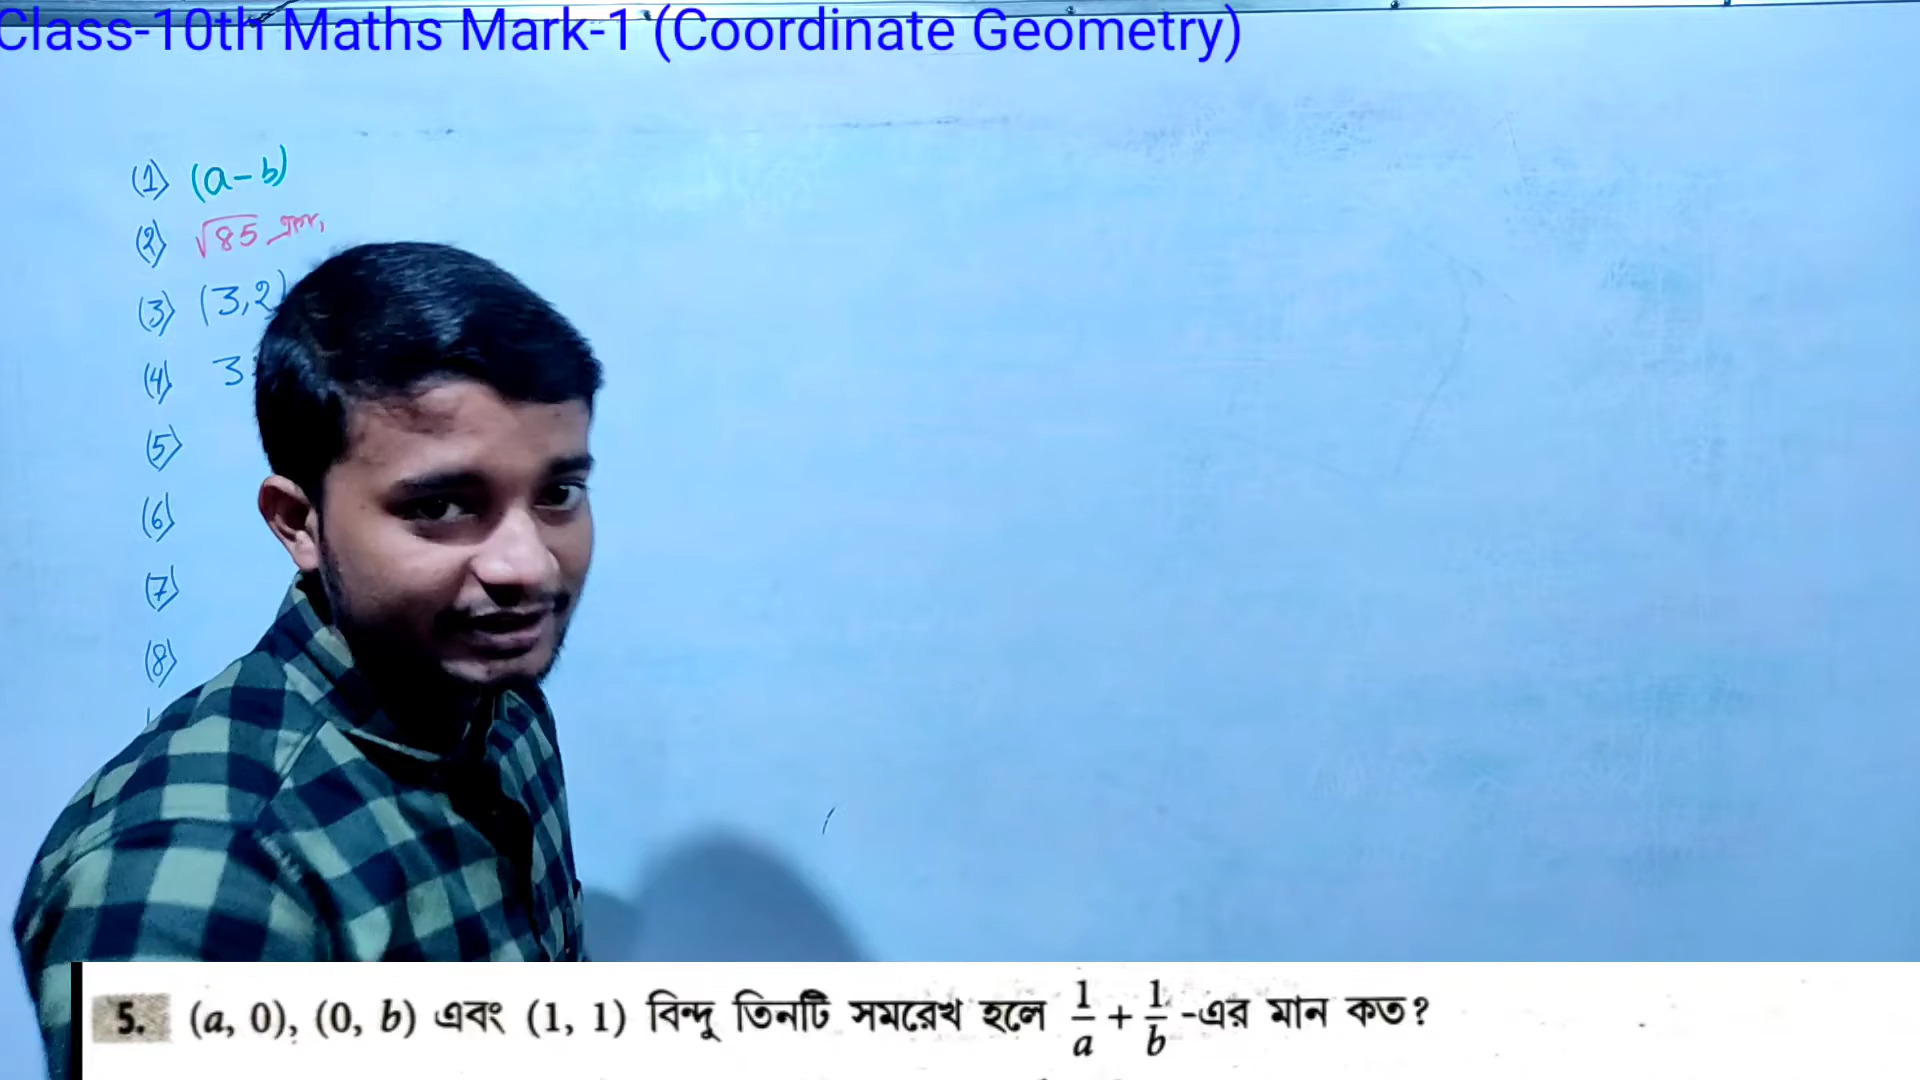 Class-10th Maths Mark-1 (Coordinate Geometry)
(1) (a-b)
(2) √85
(3) (3,2)
(4) 3
(5)
(6)
(7)
(8)
5. (a, 0), (0, b) এবং (1, 1) বিন্দু তিনটি সমরেখ হলে 1/a + 1/b -এর মান কত?